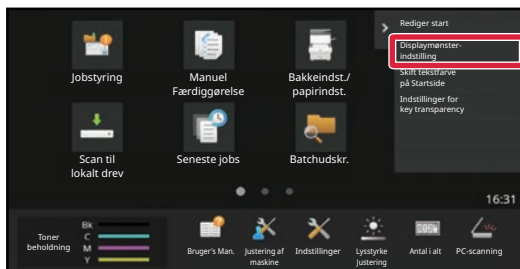 Rediger start
Displaymønster-
indstilling
Skift tekstfarve
på Startside
Indstillinger for
key transparency
Jobstyring
Manuel
Færdiggørelse
Bakkeindst./
papirindst.
Scan til
lokalt drev
Seneste jobs
Batchudskr.
16:31
Toner
beholdning
Bk
C
M
Y
Bruger's Man.
Justering af
maskine
Indstillinger
Lysstyrke
Justering
Antal i alt
PC-scanning